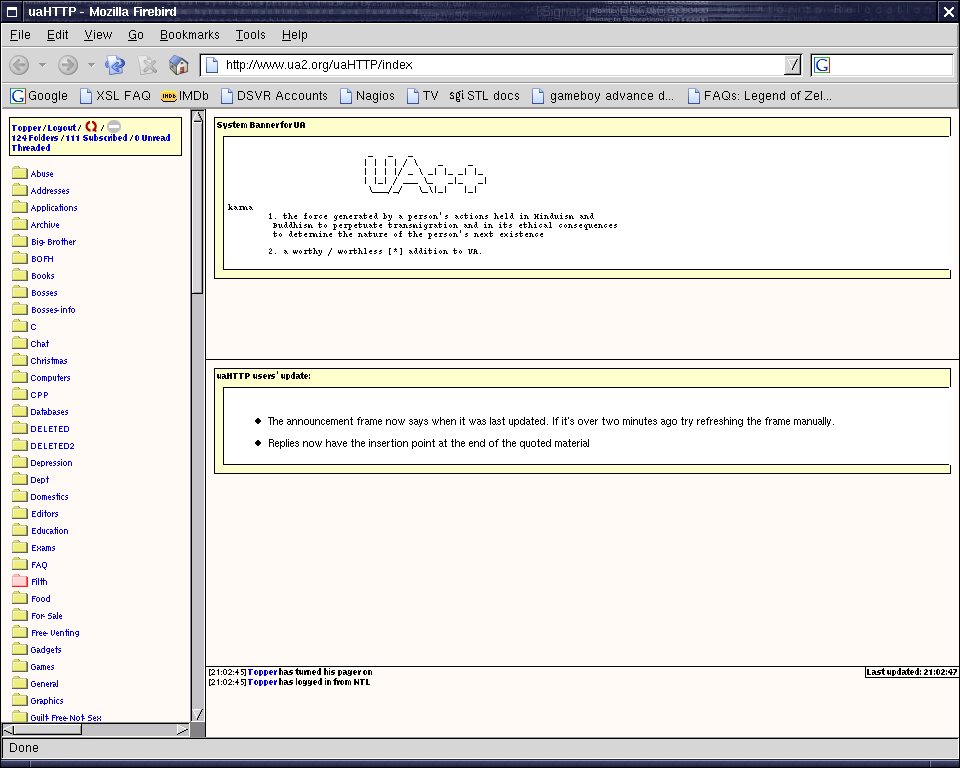 uaHTTP - Mozilla Firebird
File Edit View Go Bookmarks Tools Help
http://www.ua2.org/uaHTTP/index
G
Google XSL FAQ IMDb IMDb DSVR Accounts Nagios TV sgi STL docs gameboy advance d... FAQs: Legend of Zel...
Topper / Logout / /
124 Folders / 111 Subscribed / 0 Unread
Threaded
Abuse
Addresses
Applications
Archive
Big-Brother
BOFH
Books
Bosses
Bosses-info
C
Chat
Christmas
Computers
CPP
Databases
DELETED
DELETED2
Depression
Dept
Domestics
Editors
Education
Exams
FAQ
Filth
Food
For-Sale
Free-Venting
Gadgets
Games
General
Graphics
Guilt-Free-Not-Sex
System Banner for UA
UA++
karma
1. the force generated by a person's actions held in Hinduism and
Buddhism to perpetuate transmigration and in its ethical consequences
to determine the nature of the person's next existence
2. a worthy / worthless [*] addition to UA.
uaHTTP users' update:
The announcement frame now says when it was last updated. If it's over two minutes ago try refreshing the frame manually.
Replies now have the insertion point at the end of the quoted material
[21:02:45] Topper has turned his pager on
[21:02:45] Topper has logged in from NTL
Last updated: 21:02:47
Done